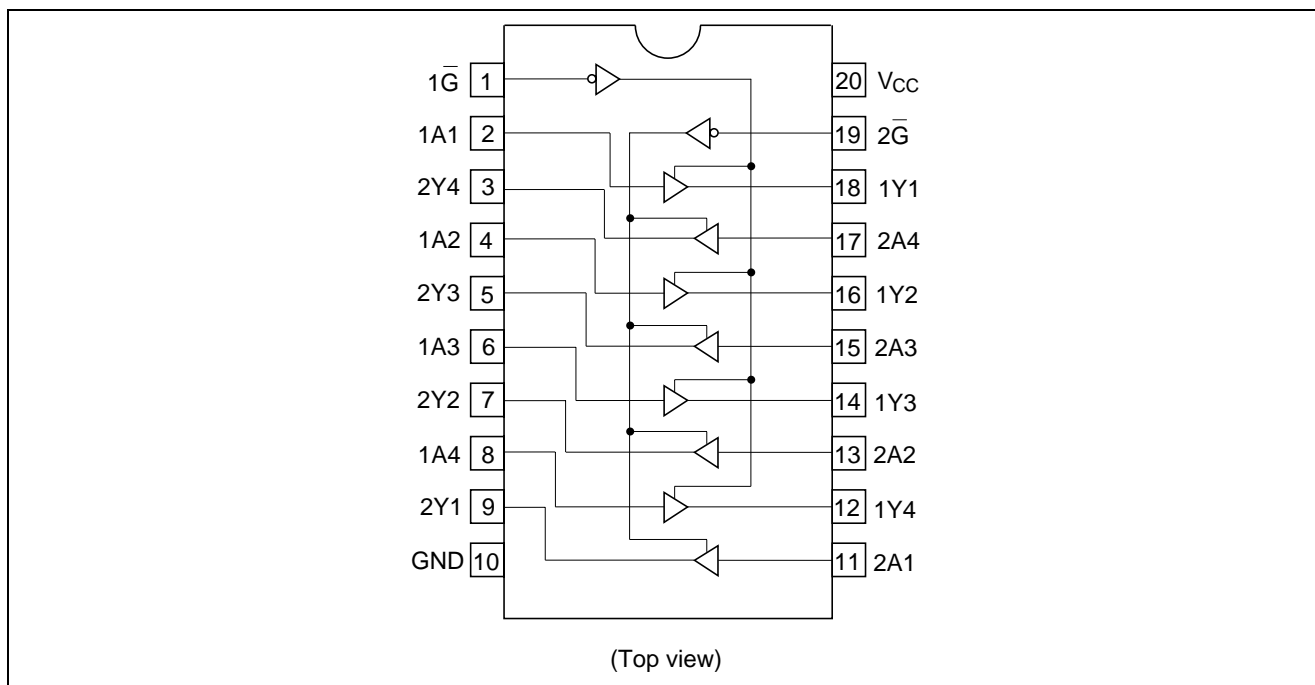 1G̅ 1
20 VCC
1A1 2
19 2G̅
2Y4 3
18 1Y1
1A2 4
17 2A4
2Y3 5
16 1Y2
1A3 6
15 2A3
2Y2 7
14 1Y3
1A4 8
13 2A2
2Y1 9
12 1Y4
GND 10
11 2A1
(Top view)